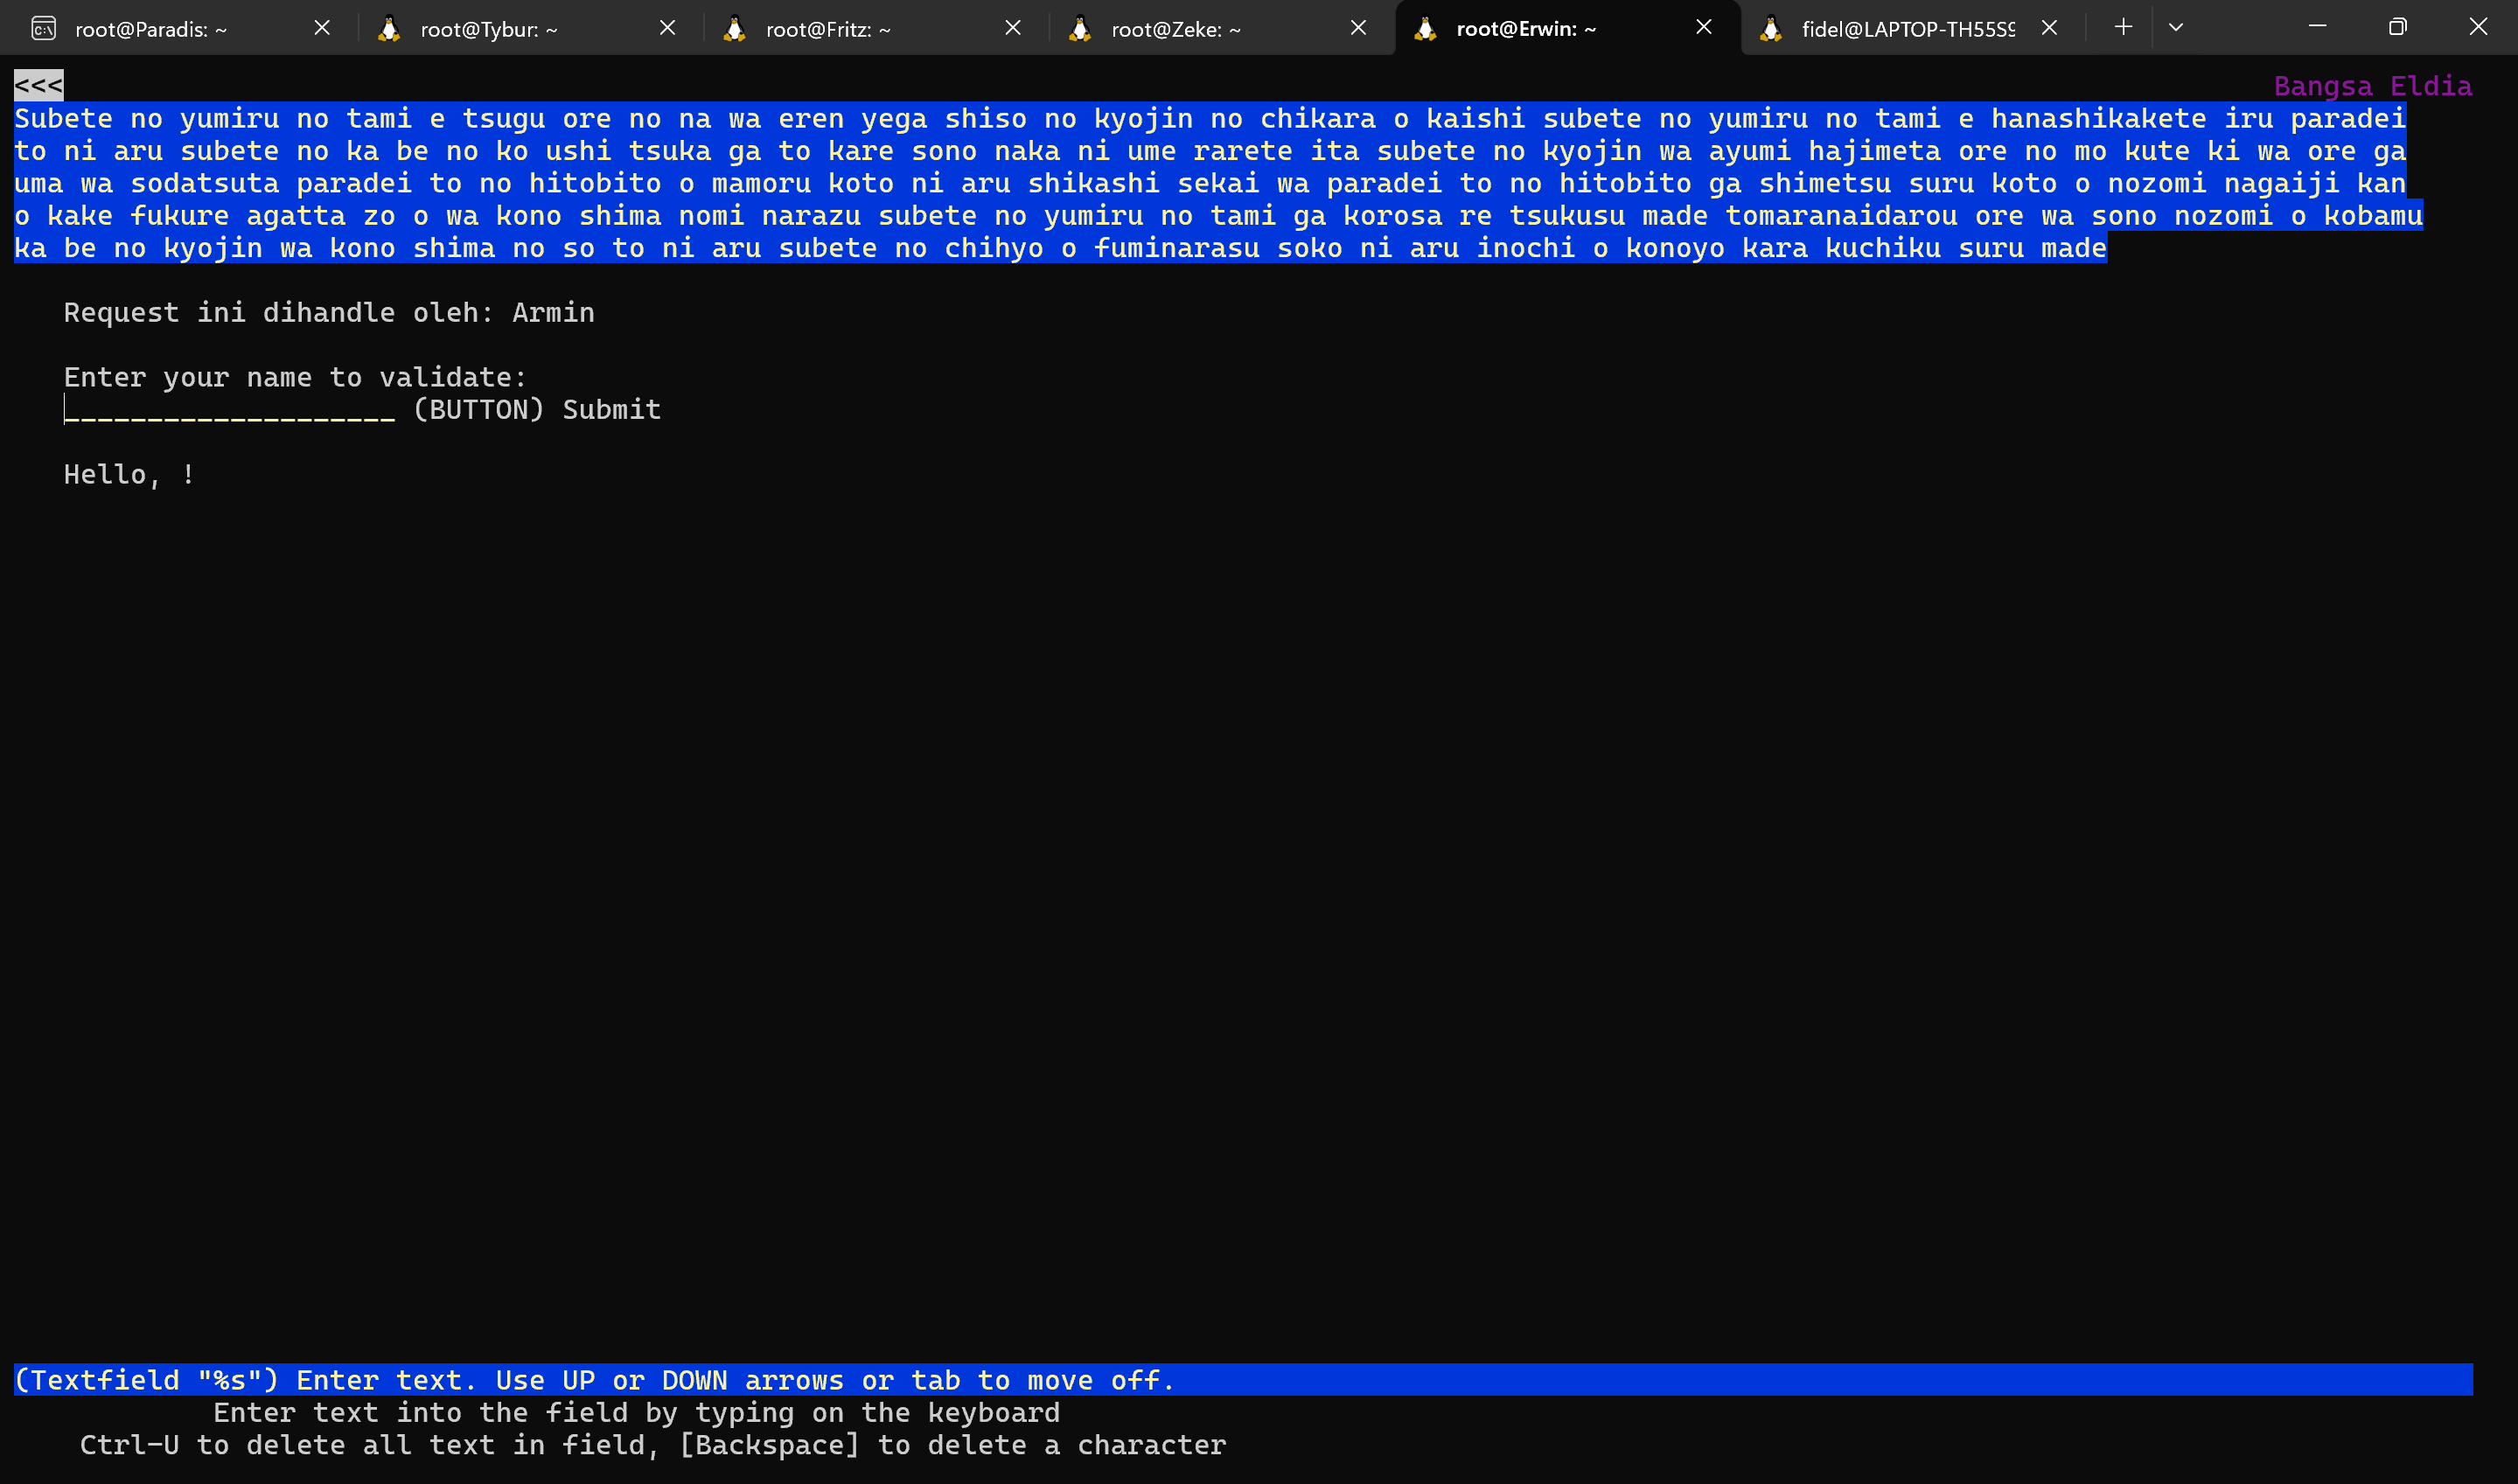 root@Paradis: ~
root@Tybur: ~
root@Fritz: ~
root@Zeke: ~
root@Erwin: ~
fidel@LAPTOP-TH55S9
<<<
Bangsa Eldia
Subete no yumiru no tami e tsugu ore no na wa eren yega shiso no kyojin no chikara o kaishi subete no yumiru no tami e hanashikakete iru paradei
to ni aru subete no ka be no ko ushi tsuka ga to kare sono naka ni ume rarete ita subete no kyojin wa ayumi hajimeta ore no mo kute ki wa ore ga
uma wa sodatsuta paradei to no hitobito o mamoru koto ni aru shikashi sekai wa paradei to no hitobito ga shimetsu suru koto o nozomi nagaiji kan
o kake fukure agatta zo o wa kono shima nomi narazu subete no yumiru no tami ga korosa re tsukusu made tomaranaidarou ore wa sono nozomi o kobamu
ka be no kyojin wa kono shima no so to ni aru subete no chihyo o fuminarasu soko ni aru inochi o konoyo kara kuchiku suru made
Request ini dihandle oleh: Armin
Enter your name to validate:
____________________ (BUTTON) Submit
Hello, !
(Textfield "%s") Enter text. Use UP or DOWN arrows or tab to move off.
Enter text into the field by typing on the keyboard
Ctrl-U to delete all text in field, [Backspace] to delete a character